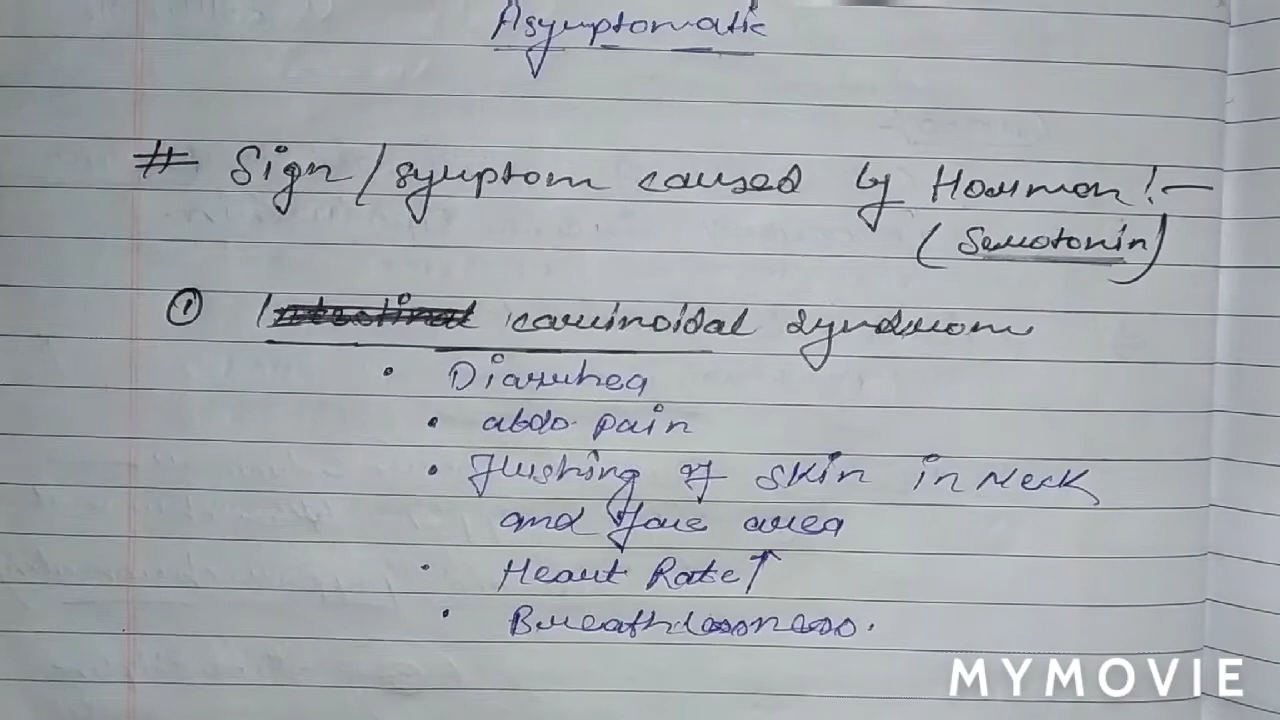 Asymptomatic
# Sign/symptom caused by Hormon :-
(Serotonin)
① Intestinal carcinoidal syndrom
• Diarrhea
• abdo. pain
• flushing of skin in Neck
and face area
• Heart Rate ↑
• Breathlessness.
MYMOVIE